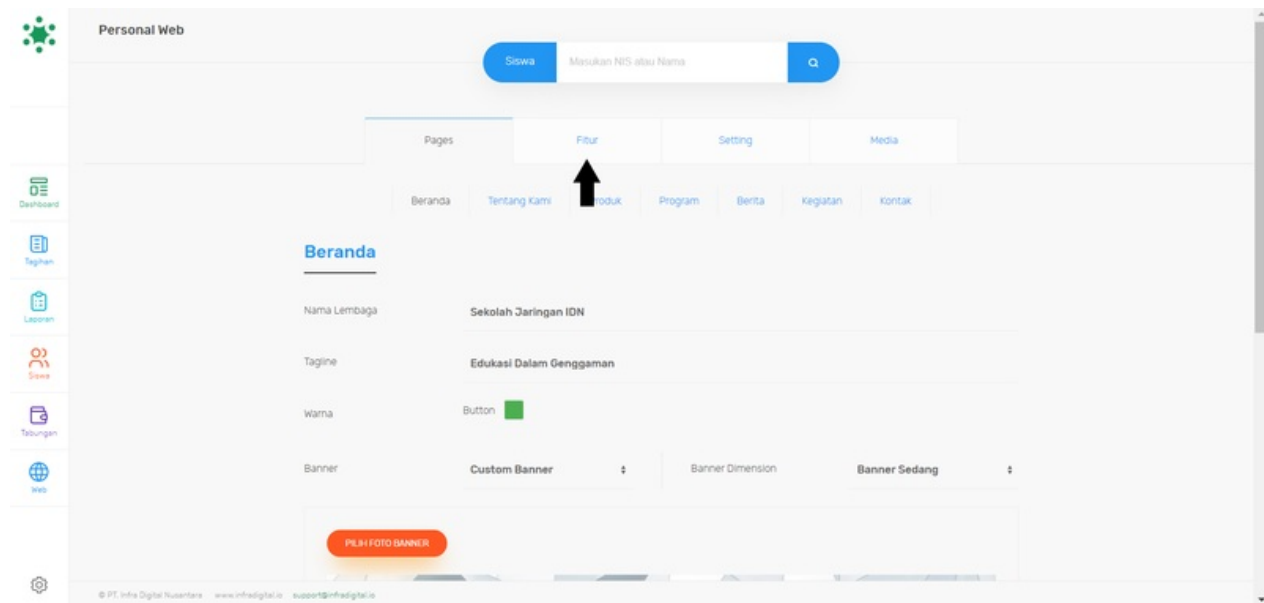 Personal Web
Siswa Masukan NIS atau Nama
Pages Fitur Setting Media
Beranda Tentang Kami Produk Program Berita Kegiatan Kontak
Dashboard
Tagihan
Laporan
Siswa
Tabungan
Web
Beranda
Nama Lembaga Sekolah Jaringan IDN
Tagline Edukasi Dalam Genggaman
Warna Button
Banner Custom Banner Banner Dimension Banner Sedang
PILIH FOTO BANNER
© PT. Infra Digital Nusantara www.infradigital.io support@infradigital.io